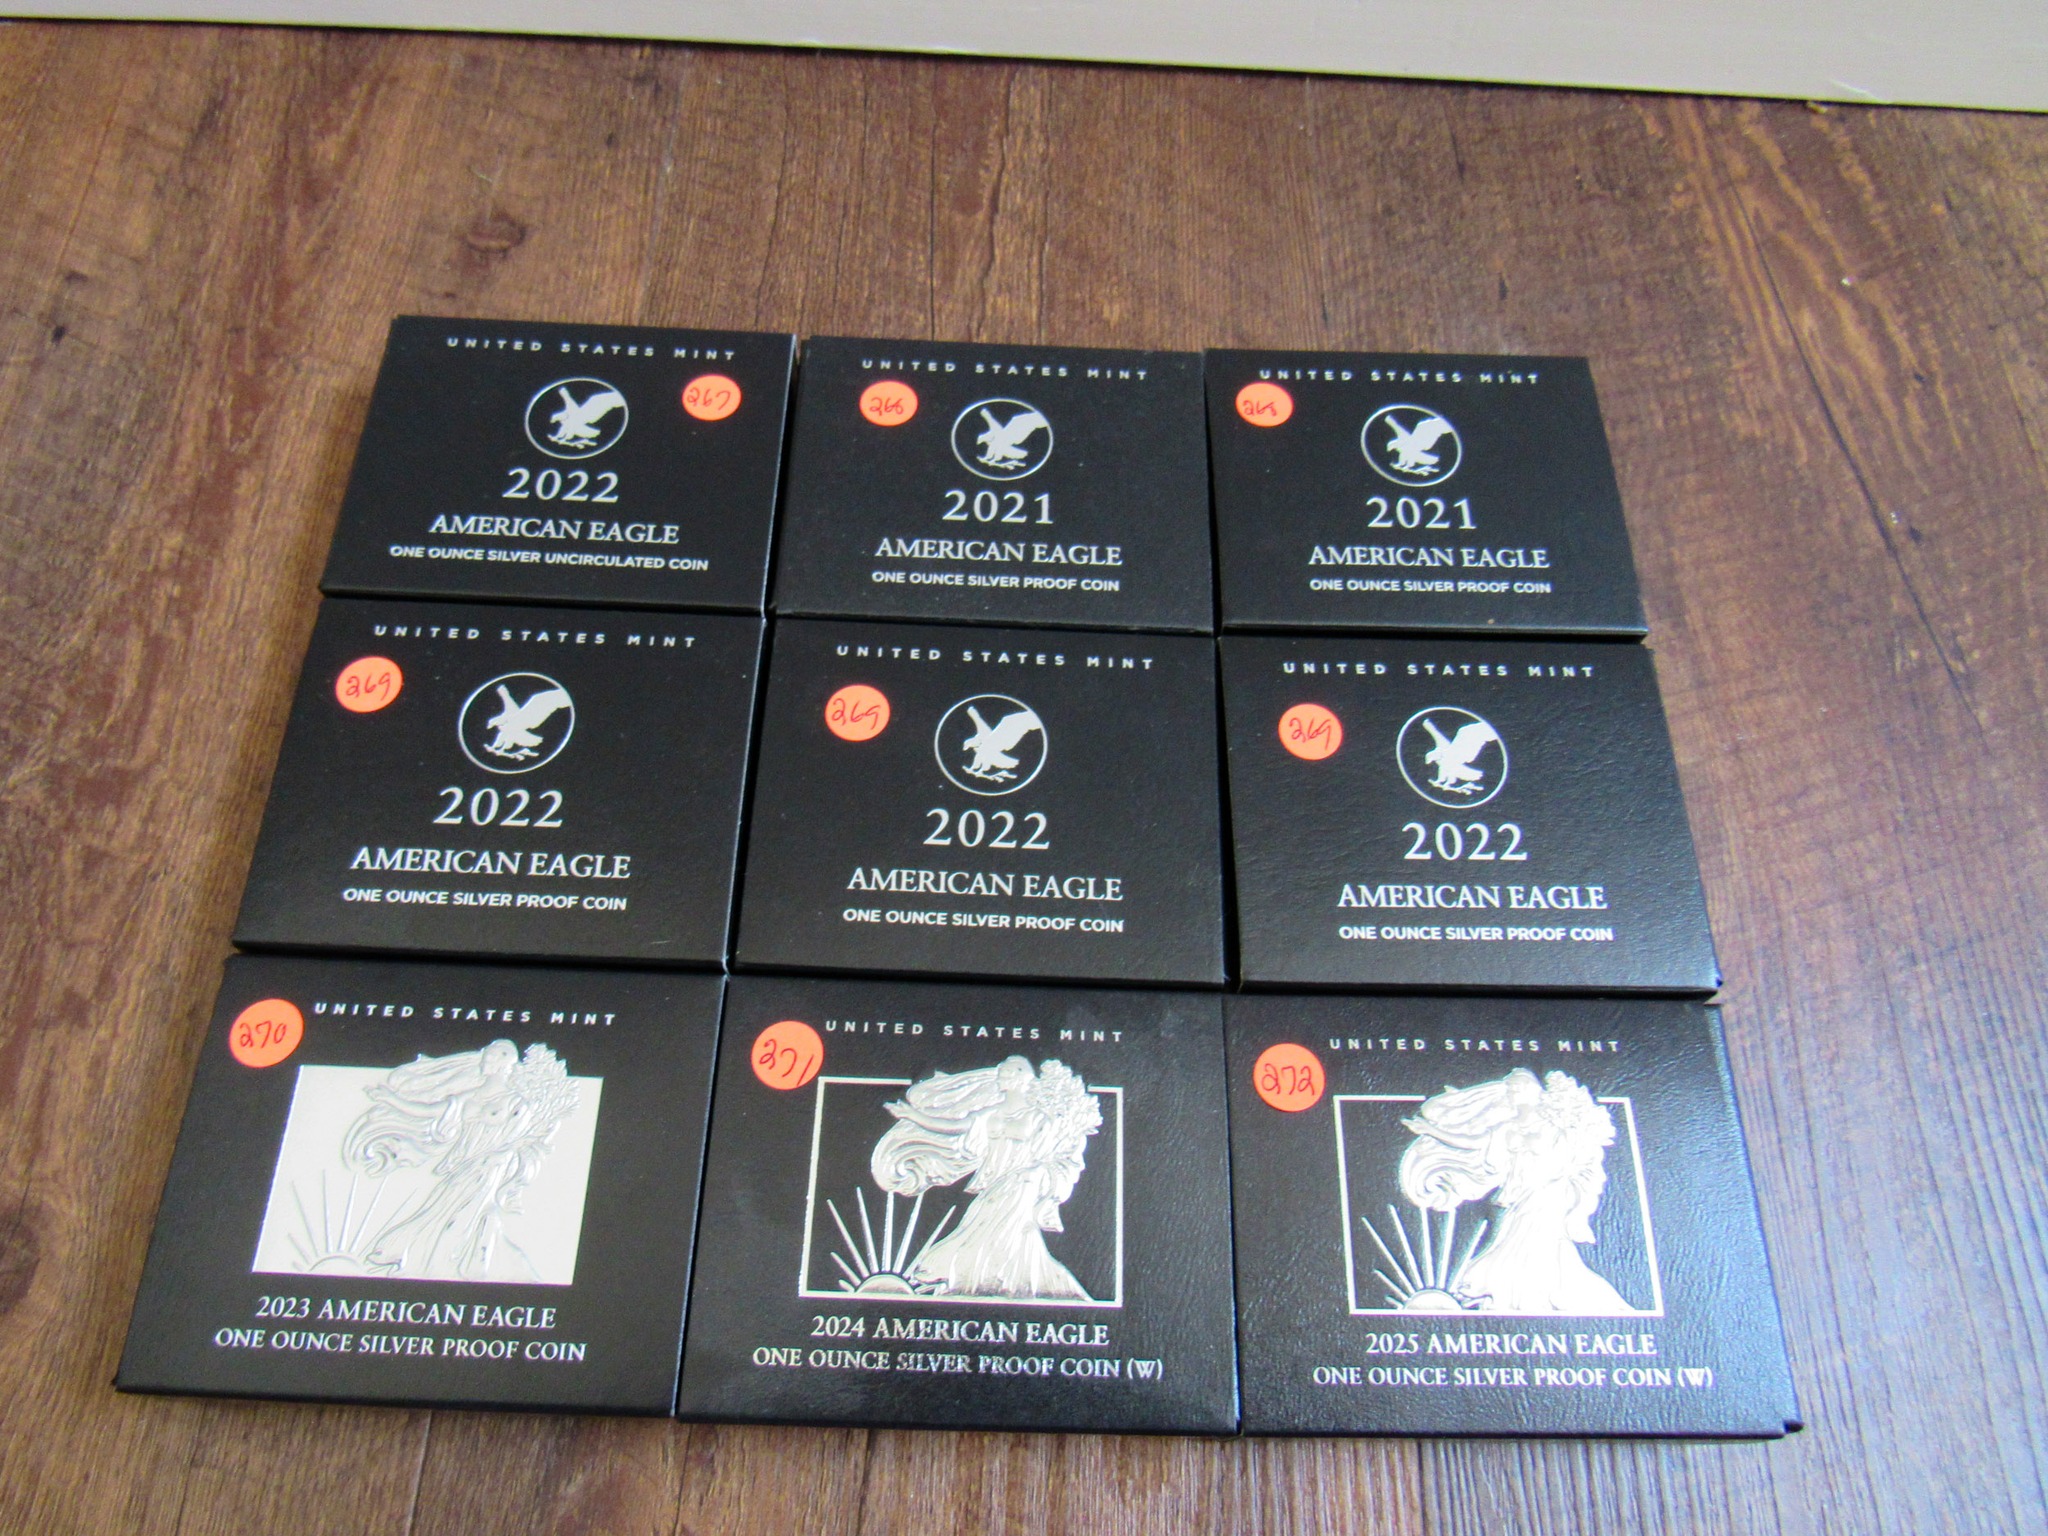 UNITED STATES MINT
267
2022
AMERICAN EAGLE
ONE OUNCE SILVER UNCIRCULATED COIN
UNITED STATES MINT
268
2021
AMERICAN EAGLE
ONE OUNCE SILVER PROOF COIN
UNITED STATES MINT
268
2021
AMERICAN EAGLE
ONE OUNCE SILVER PROOF COIN
UNITED STATES MINT
269
2022
AMERICAN EAGLE
ONE OUNCE SILVER PROOF COIN
UNITED STATES MINT
269
2022
AMERICAN EAGLE
ONE OUNCE SILVER PROOF COIN
UNITED STATES MINT
269
2022
AMERICAN EAGLE
ONE OUNCE SILVER PROOF COIN
270
UNITED STATES MINT
2023 AMERICAN EAGLE
ONE OUNCE SILVER PROOF COIN
271
UNITED STATES MINT
2024 AMERICAN EAGLE
ONE OUNCE SILVER PROOF COIN (W)
272
UNITED STATES MINT
2025 AMERICAN EAGLE
ONE OUNCE SILVER PROOF COIN (W)